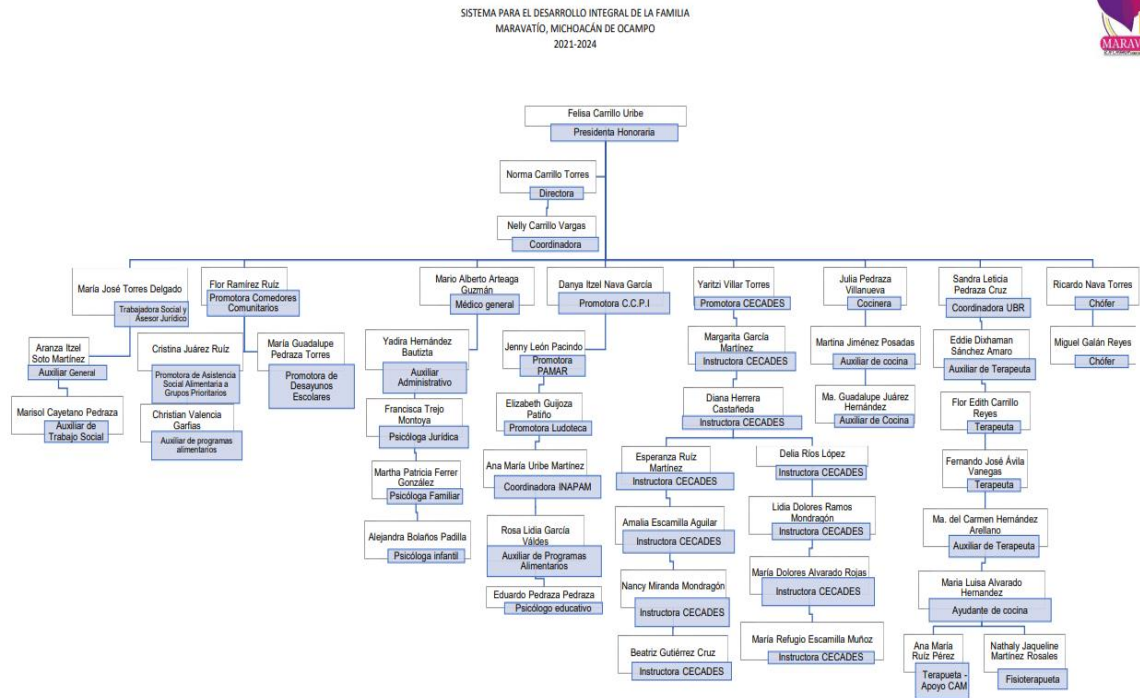 SISTEMA PARA EL DESARROLLO INTEGRAL DE LA FAMILIA
MARAVATÍO, MICHOACÁN DE OCAMPO
2021-2024
Felisa Carrillo Uribe
Presidenta Honoraria
Norma Carrillo Torres
Directora
Nelly Carrillo Vargas
Coordinadora
María José Torres Delgado
Trabajadora Social y
Asesor Jurídico
Aranza Itzel
Soto Martínez
Auxiliar General
Marisol Cayetano Pedraza
Auxiliar de
Trabajo Social
Flor Ramírez Ruíz
Promotora Comedores
Comunitarios
Cristina Juárez Ruíz
Promotora de Asistencia
Social Alimentaria a
Grupos Prioritarios
Christian Valencia
Garfias
Auxiliar de programas
alimentarios
María Guadalupe
Pedraza Torres
Promotora de
Desayunos
Escolares
Mario Alberto Arteaga
Guzmán
Médico general
Yadira Hernández
Bautizta
Auxiliar
Administrativo
Francisca Trejo
Montoya
Psicóloga Jurídica
Martha Patricia Ferrer
González
Psicóloga Familiar
Alejandra Bolaños Padilla
Psicóloga infantil
Danya Itzel Nava García
Promotora C.C.P.I
Jenny León Pacindo
Promotora
PAMAR
Elizabeth Guijoza
Patiño
Promotora Ludoteca
Ana María Uribe Martínez
Coordinadora INAPAM
Rosa Lidia García
Váldes
Auxiliar de Programas
Alimentarios
Eduardo Pedraza Pedraza
Psicólogo educativo
Yaritzi Villar Torres
Promotora CECADES
Margarita García
Martínez
Instructora CECADES
Diana Herrera
Castañeda
Instructora CECADES
Esperanza Ruíz
Martínez
Instructora CECADES
Amalia Escamilla Aguilar
Instructora CECADES
Nancy Miranda Mondragón
Instructora CECADES
Beatriz Gutiérrez Cruz
Instructora CECADES
Delia Ríos López
Instructora CECADES
Lidia Dolores Ramos
Mondragón
Instructora CECADES
María Dolores Alvarado Rojas
Instructora CECADES
María Refugio Escamilla Muñoz
Instructora CECADES
Julia Pedraza
Villanueva
Cocinera
Martina Jiménez Posadas
Auxiliar de cocina
Ma. Guadalupe Juárez
Hernández
Auxiliar de Cocina
Sandra Leticia
Pedraza Cruz
Coordinadora UBR
Eddie Dixhaman
Sánchez Amaro
Auxiliar de Terapeuta
Flor Edith Carrillo
Reyes
Terapeuta
Fernando José Ávila
Vanegas
Terapeuta
Ma. del Carmen Hernández
Arellano
Auxiliar de Terapeuta
Maria Luisa Alvarado
Hernandez
Ayudante de cocina
Ana María
Ruíz Pérez
Terapueta -
Apoyo CAM
Nathaly Jaqueline
Martínez Rosales
Fisioterapueta
Ricardo Nava Torres
Chófer
Miguel Galán Reyes
Chófer